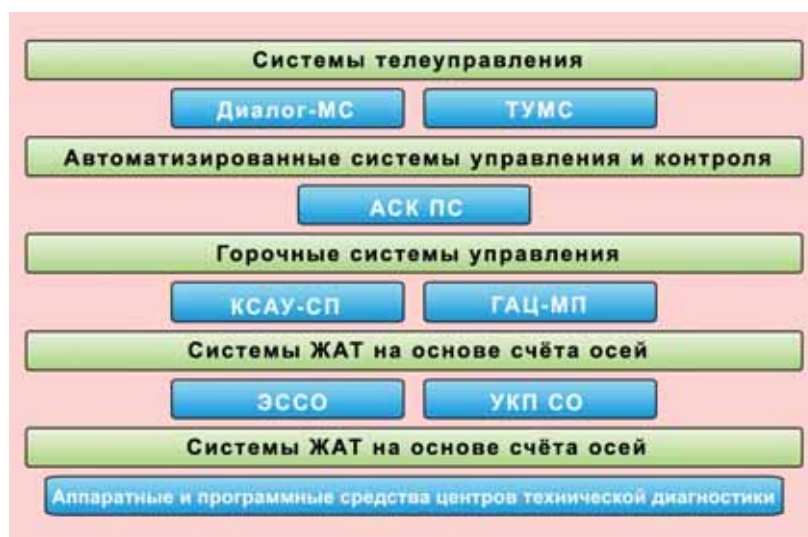 Системы телеуправления
Диалог-МС ТУМС
Автоматизированные системы управления и контроля
АСК ПС
Горочные системы управления
КСАУ-СП ГАЦ-МП
Системы ЖАТ на основе счёта осей
ЭССО УКП СО
Системы ЖАТ на основе счёта осей
Аппаратные и программные средства центров технической диагностики